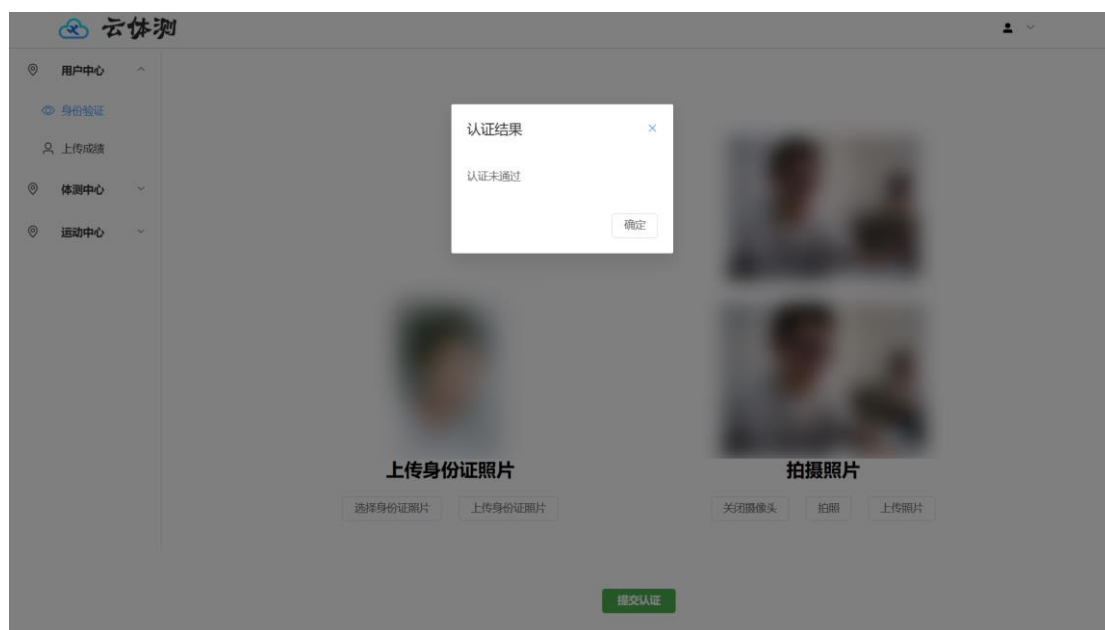 云体测
用户中心
身份验证
上传成绩
体测中心
运动中心
认证结果
认证未通过
确定
上传身份证照片
选择身份证照片 上传身份证照片
拍摄照片
关闭摄像头 拍照 上传照片
提交认证